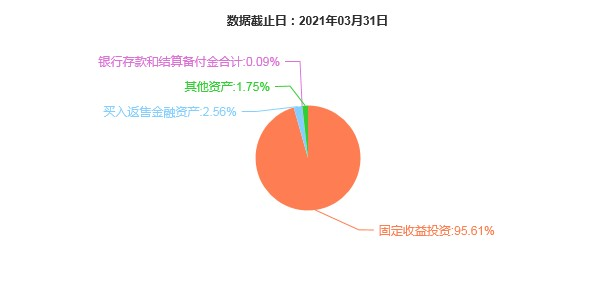 数据截止日：2021年03月31日
银行存款和结算备付金合计:0.09%
其他资产:1.75%
买入返售金融资产:2.56%
固定收益投资:95.61%